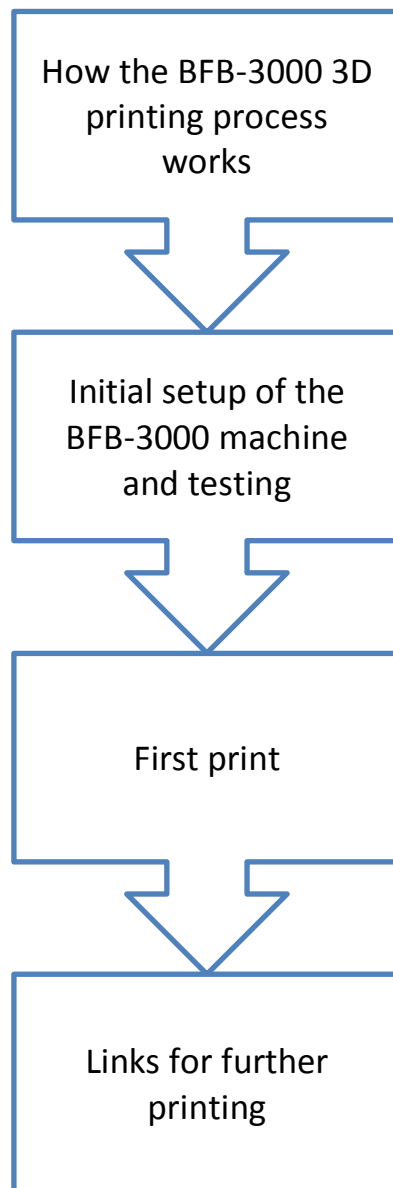 How the BFB-3000 3D
printing process
works
Initial setup of the
BFB-3000 machine
and testing
First print
Links for further
printing